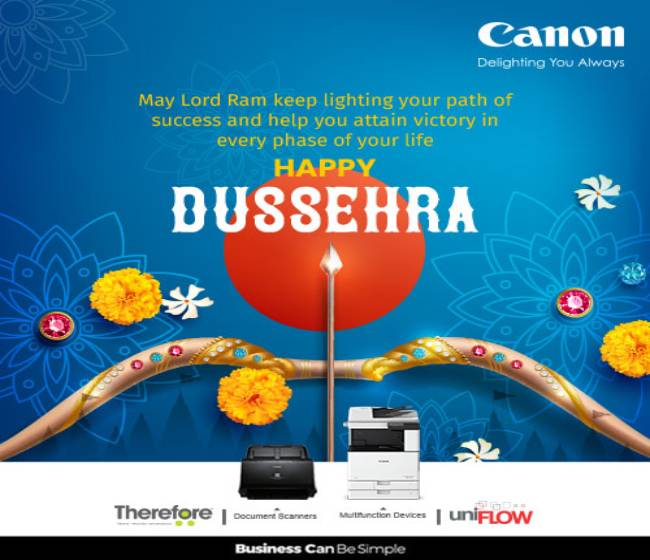 Canon
Delighting You Always
May Lord Ram keep lighting your path of
success and help you attain victory in
every phase of your life
HAPPY
DUSSEHRA
Therefore | Document Scanners Multifunction Devices | uniFLOW
Business Can Be Simple